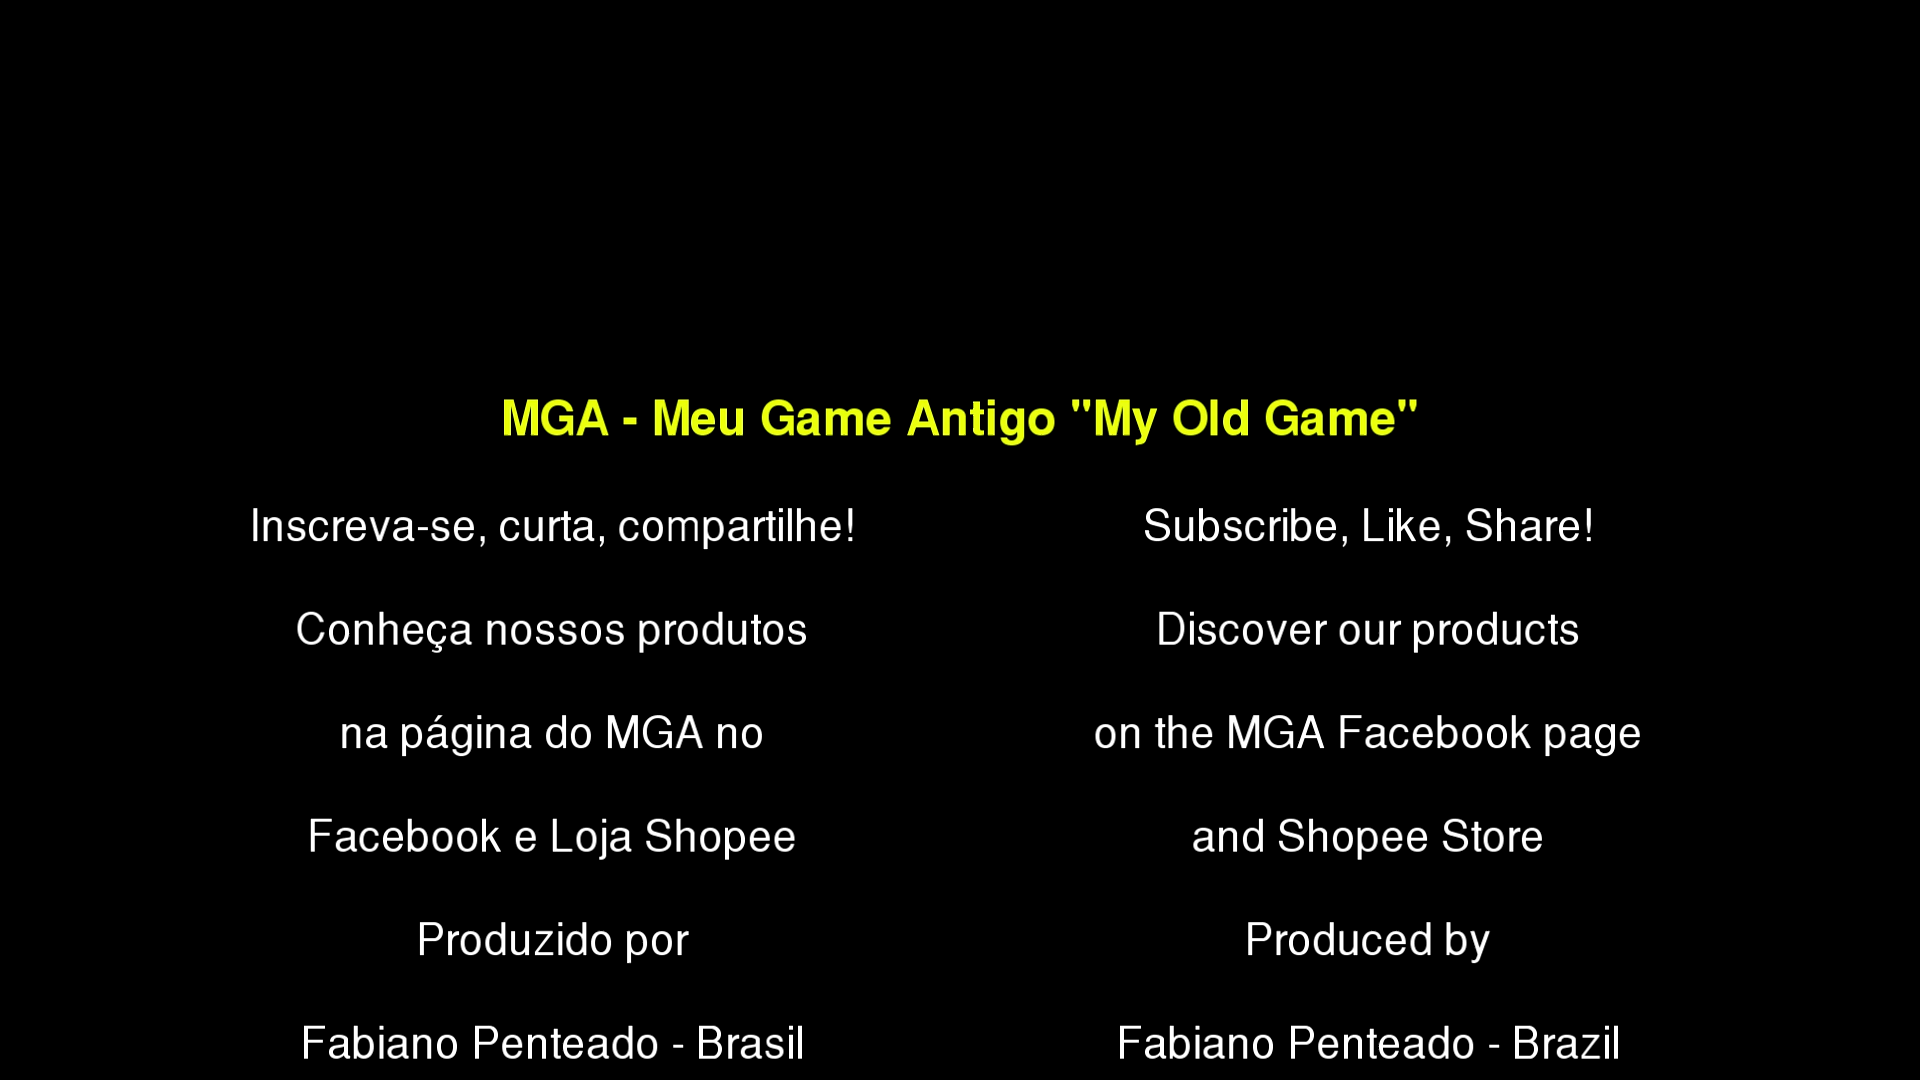 MGA - Meu Game Antigo "My Old Game"
Inscreva-se, curta, compartilhe!
Conheça nossos produtos
na página do MGA no
Facebook e Loja Shopee
Produzido por
Fabiano Penteado - Brasil
Subscribe, Like, Share!
Discover our products
on the MGA Facebook page
and Shopee Store
Produced by
Fabiano Penteado - Brazil